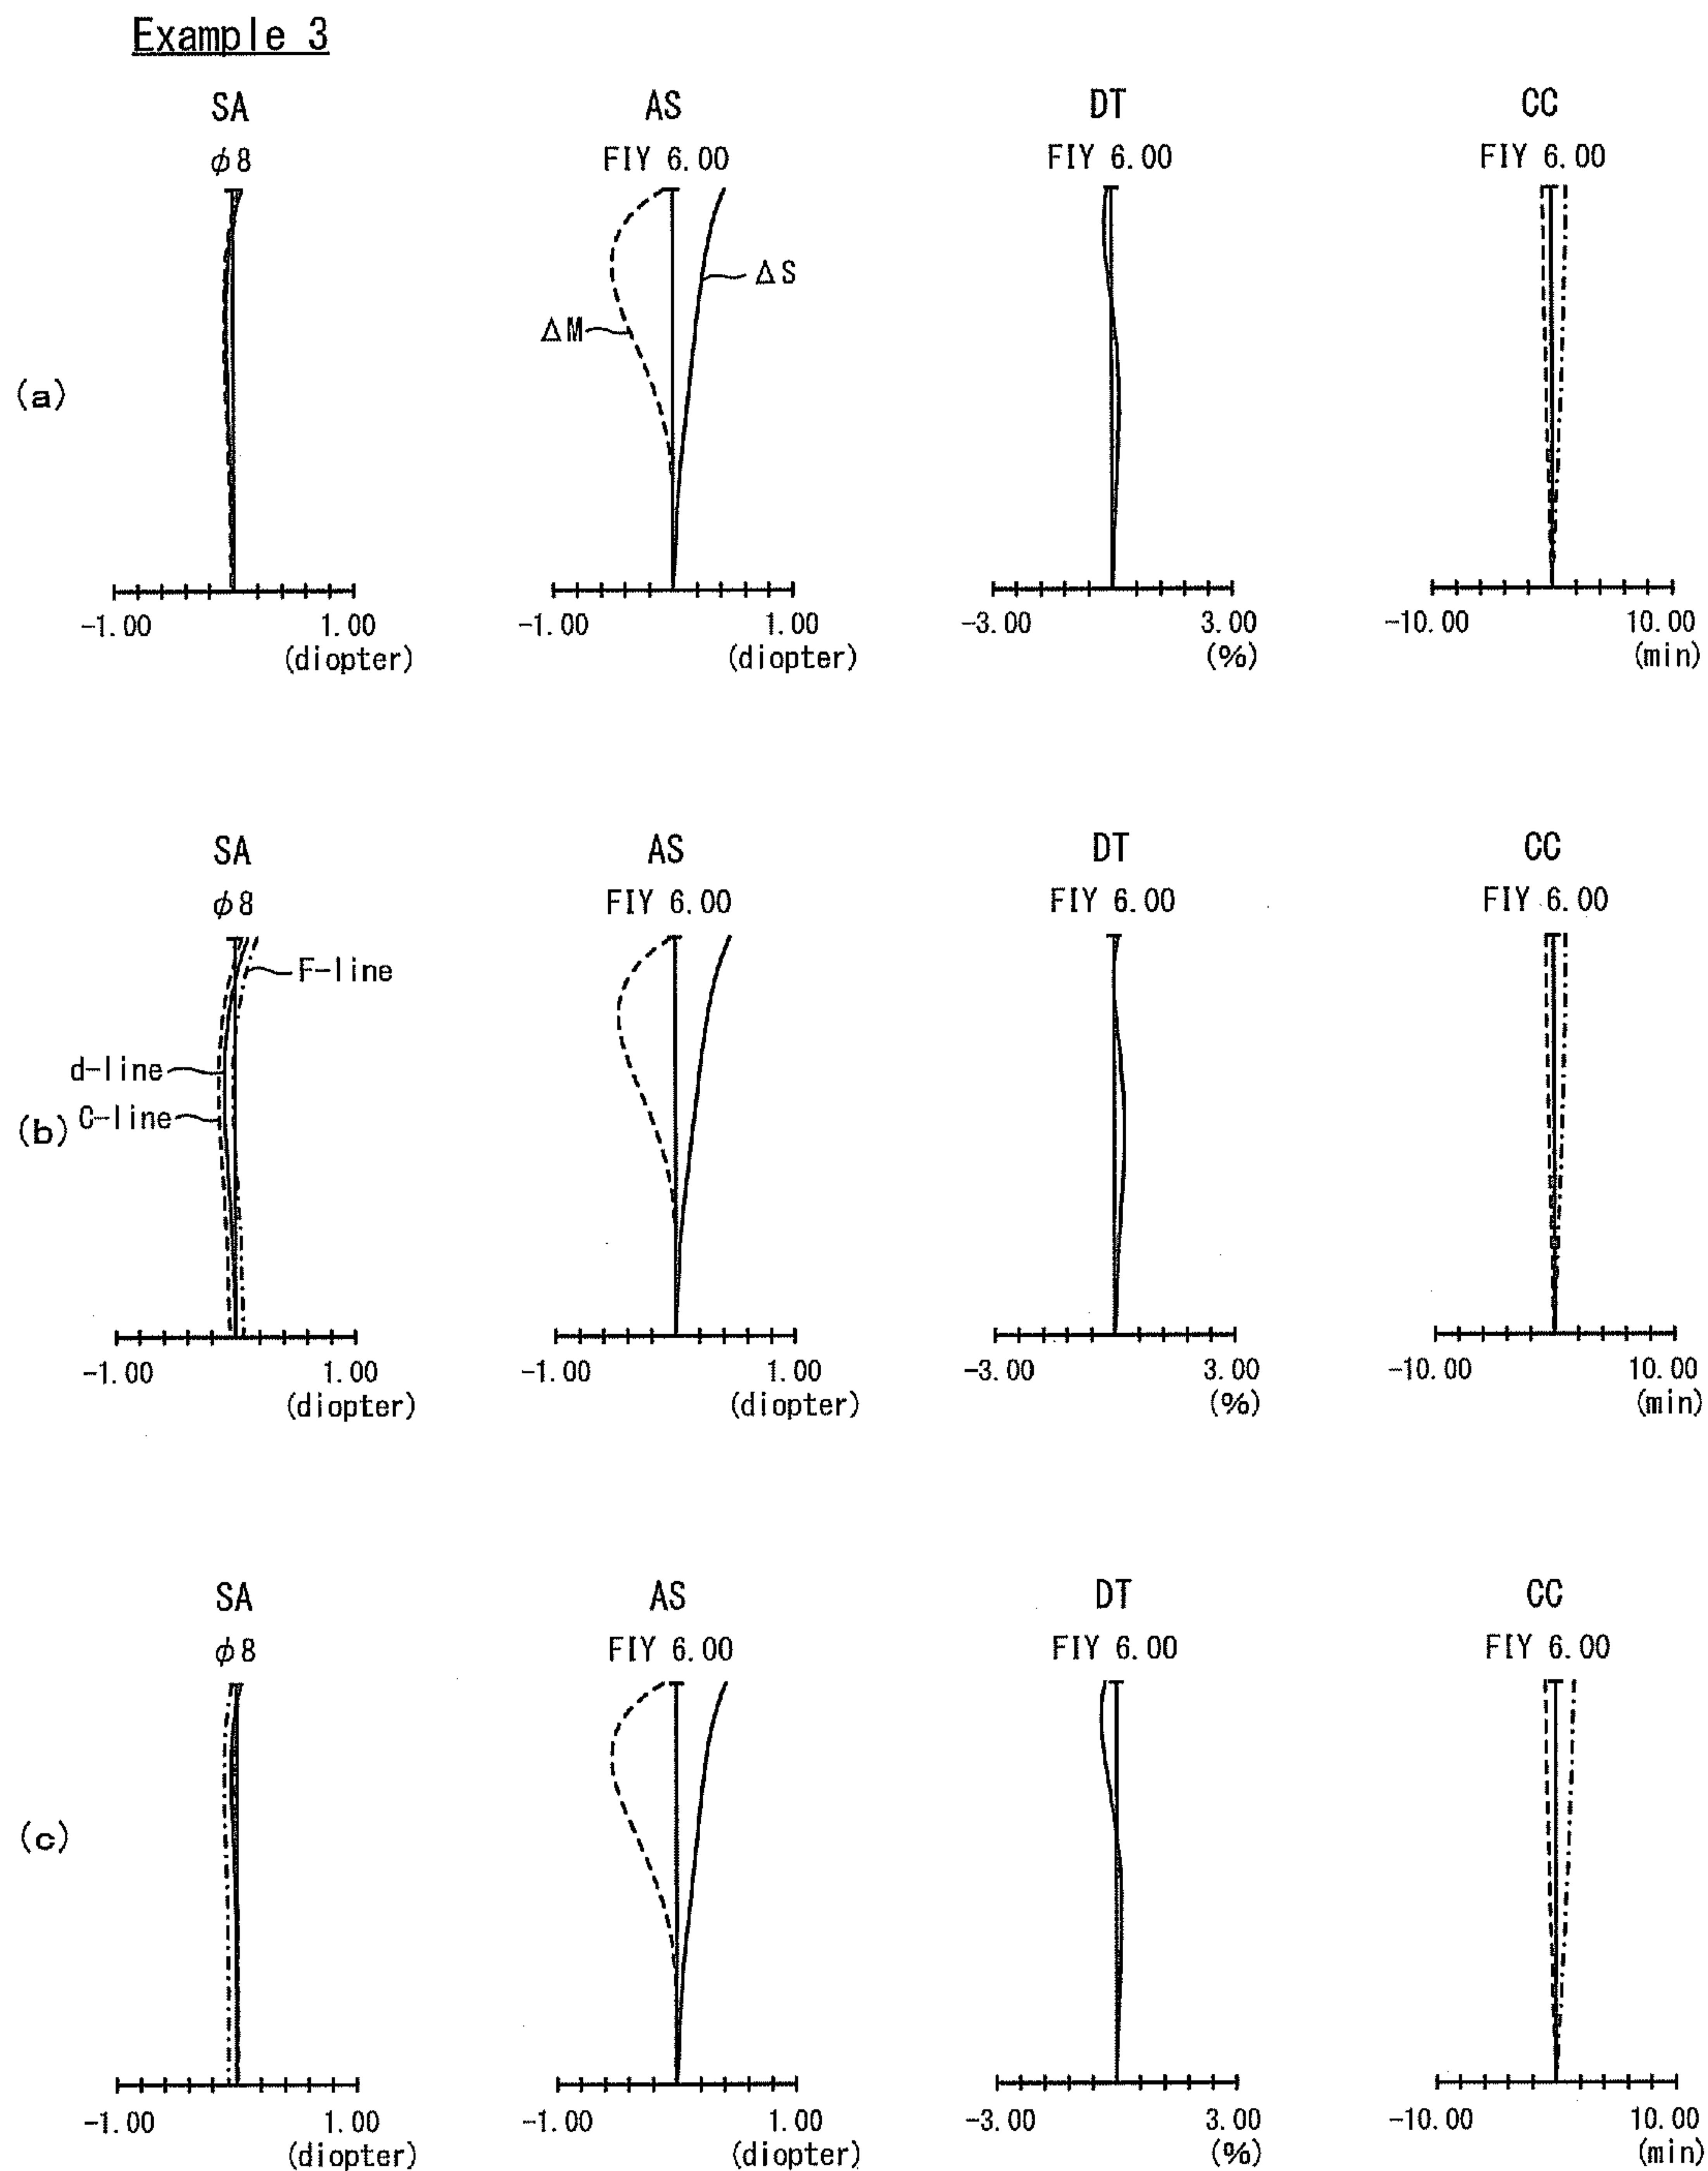 Example 3
SA AS DT CC
φ8 FIY 6.00 FIY 6.00 FIY 6.00
ΔS
ΔM
(a)
-1.00 1.00 -1.00 1.00 -3.00 3.00 -10.00 10.00
(diopter) (diopter) (%) (min)
SA AS DT CC
φ8 FIY 6.00 FIY 6.00 FIY 6.00
F-line
d-line
C-line
(b)
-1.00 1.00 -1.00 1.00 -3.00 3.00 -10.00 10.00
(diopter) (diopter) (%) (min)
SA AS DT CC
φ8 FIY 6.00 FIY 6.00 FIY 6.00
(c)
-1.00 1.00 -1.00 1.00 -3.00 3.00 -10.00 10.00
(diopter) (diopter) (%) (min)